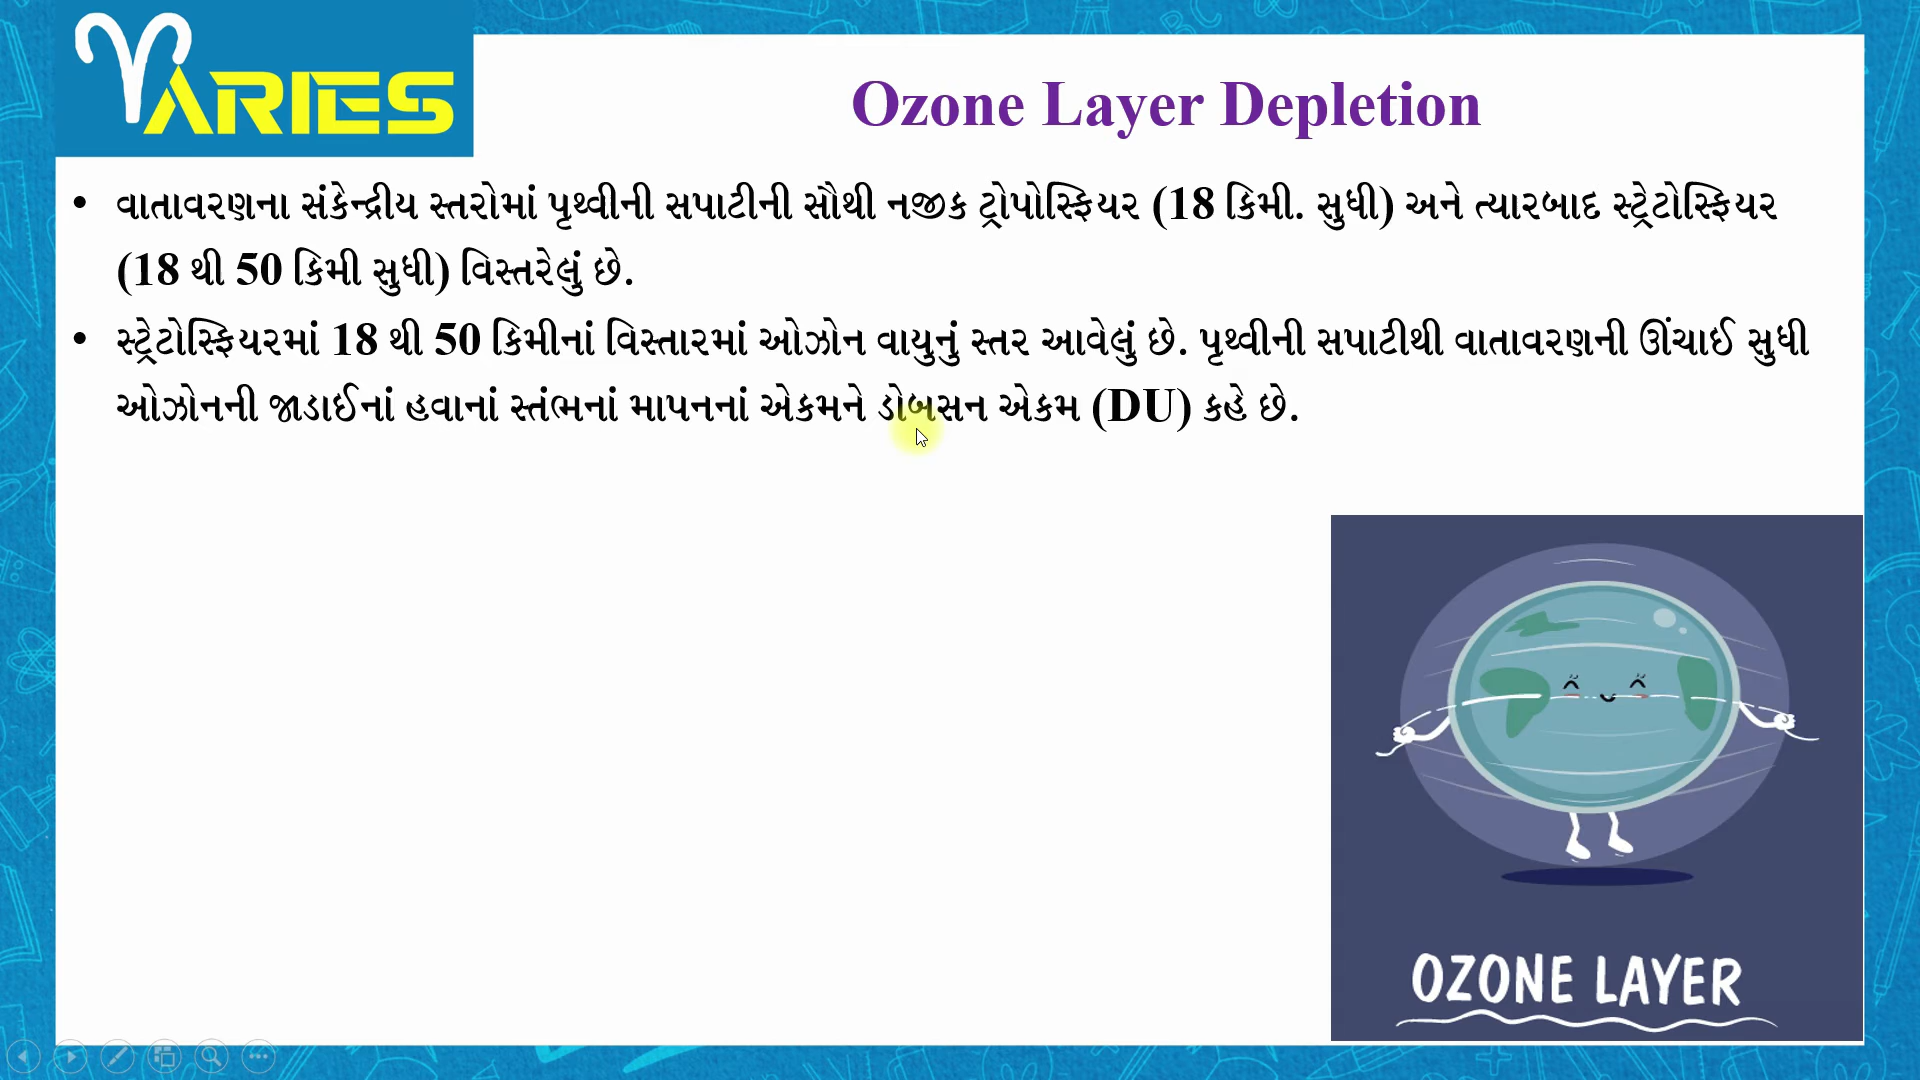 ARIES
Ozone Layer Depletion
• વાતાવરણના સંકેન્દ્રીય સ્તરોમાં પૃથ્વીની સપાટીની સૌથી નજીક ટ્રોપોસ્ફિયર (18 કિમી. સુધી) અને ત્યારબાદ સ્ટ્રેટોસ્ફિયર
(18 થી 50 કિમી સુધી) વિસ્તરેલું છે.
• સ્ટ્રેટોસ્ફિયરમાં 18 થી 50 કિમીનાં વિસ્તારમાં ઓઝોન વાયુનું સ્તર આવેલું છે. પૃથ્વીની સપાટીથી વાતાવરણની ઊંચાઈ સુધી
ઓઝોનની જાડાઈનાં હવાનાં સ્તંભનાં માપનનાં એકમને ડોબસન એકમ (DU) કહે છે.
OZONE LAYER